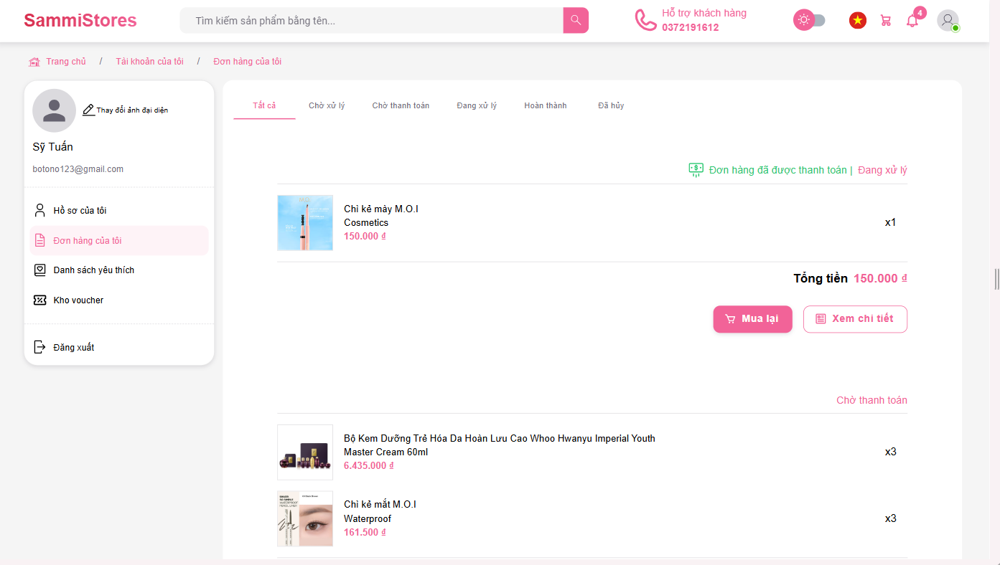 SammiStores
Tìm kiếm sản phẩm bằng tên...
Hỗ trợ khách hàng
0372191612
4
Trang chủ / Tài khoản của tôi / Đơn hàng của tôi
Thay đổi ảnh đại diện
Sỹ Tuấn
botono123@gmail.com
Hồ sơ của tôi
Đơn hàng của tôi
Danh sách yêu thích
Kho voucher
Đăng xuất
Tất cả
Chờ xử lý
Chờ thanh toán
Đang xử lý
Hoàn thành
Đã hủy
Đơn hàng đã được thanh toán | Đang xử lý
Chì kẻ mày M.O.I
Cosmetics
150.000 ₫
x1
Tổng tiền 150.000 ₫
Mua lại
Xem chi tiết
Chờ thanh toán
Bộ Kem Dưỡng Trẻ Hóa Da Hoàn Lưu Cao Whoo Hwanyu Imperial Youth
Master Cream 60ml
6.435.000 ₫
x3
Chì kẻ mắt M.O.I
Waterproof
161.500 ₫
x3